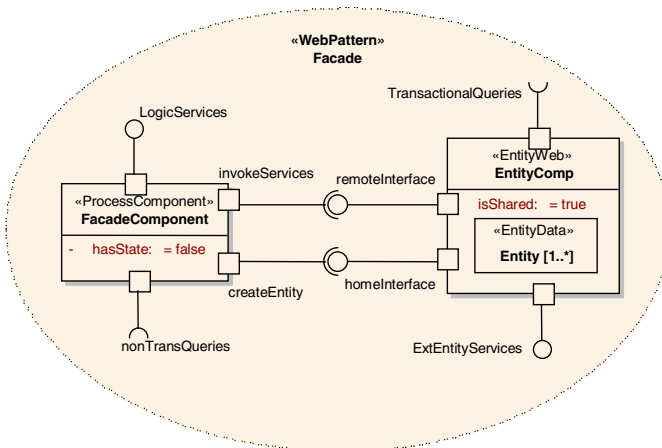 «WebPattern»
Facade
TransactionalQueries
LogicServices
invokeServices
remoteInterface
«EntityWeb»
EntityComp
«ProcessComponent»
FacadeComponent
isShared: = true
- hasState: = false
«EntityData»
Entity [1..*]
createEntity
homeInterface
nonTransQueries
ExtEntityServices